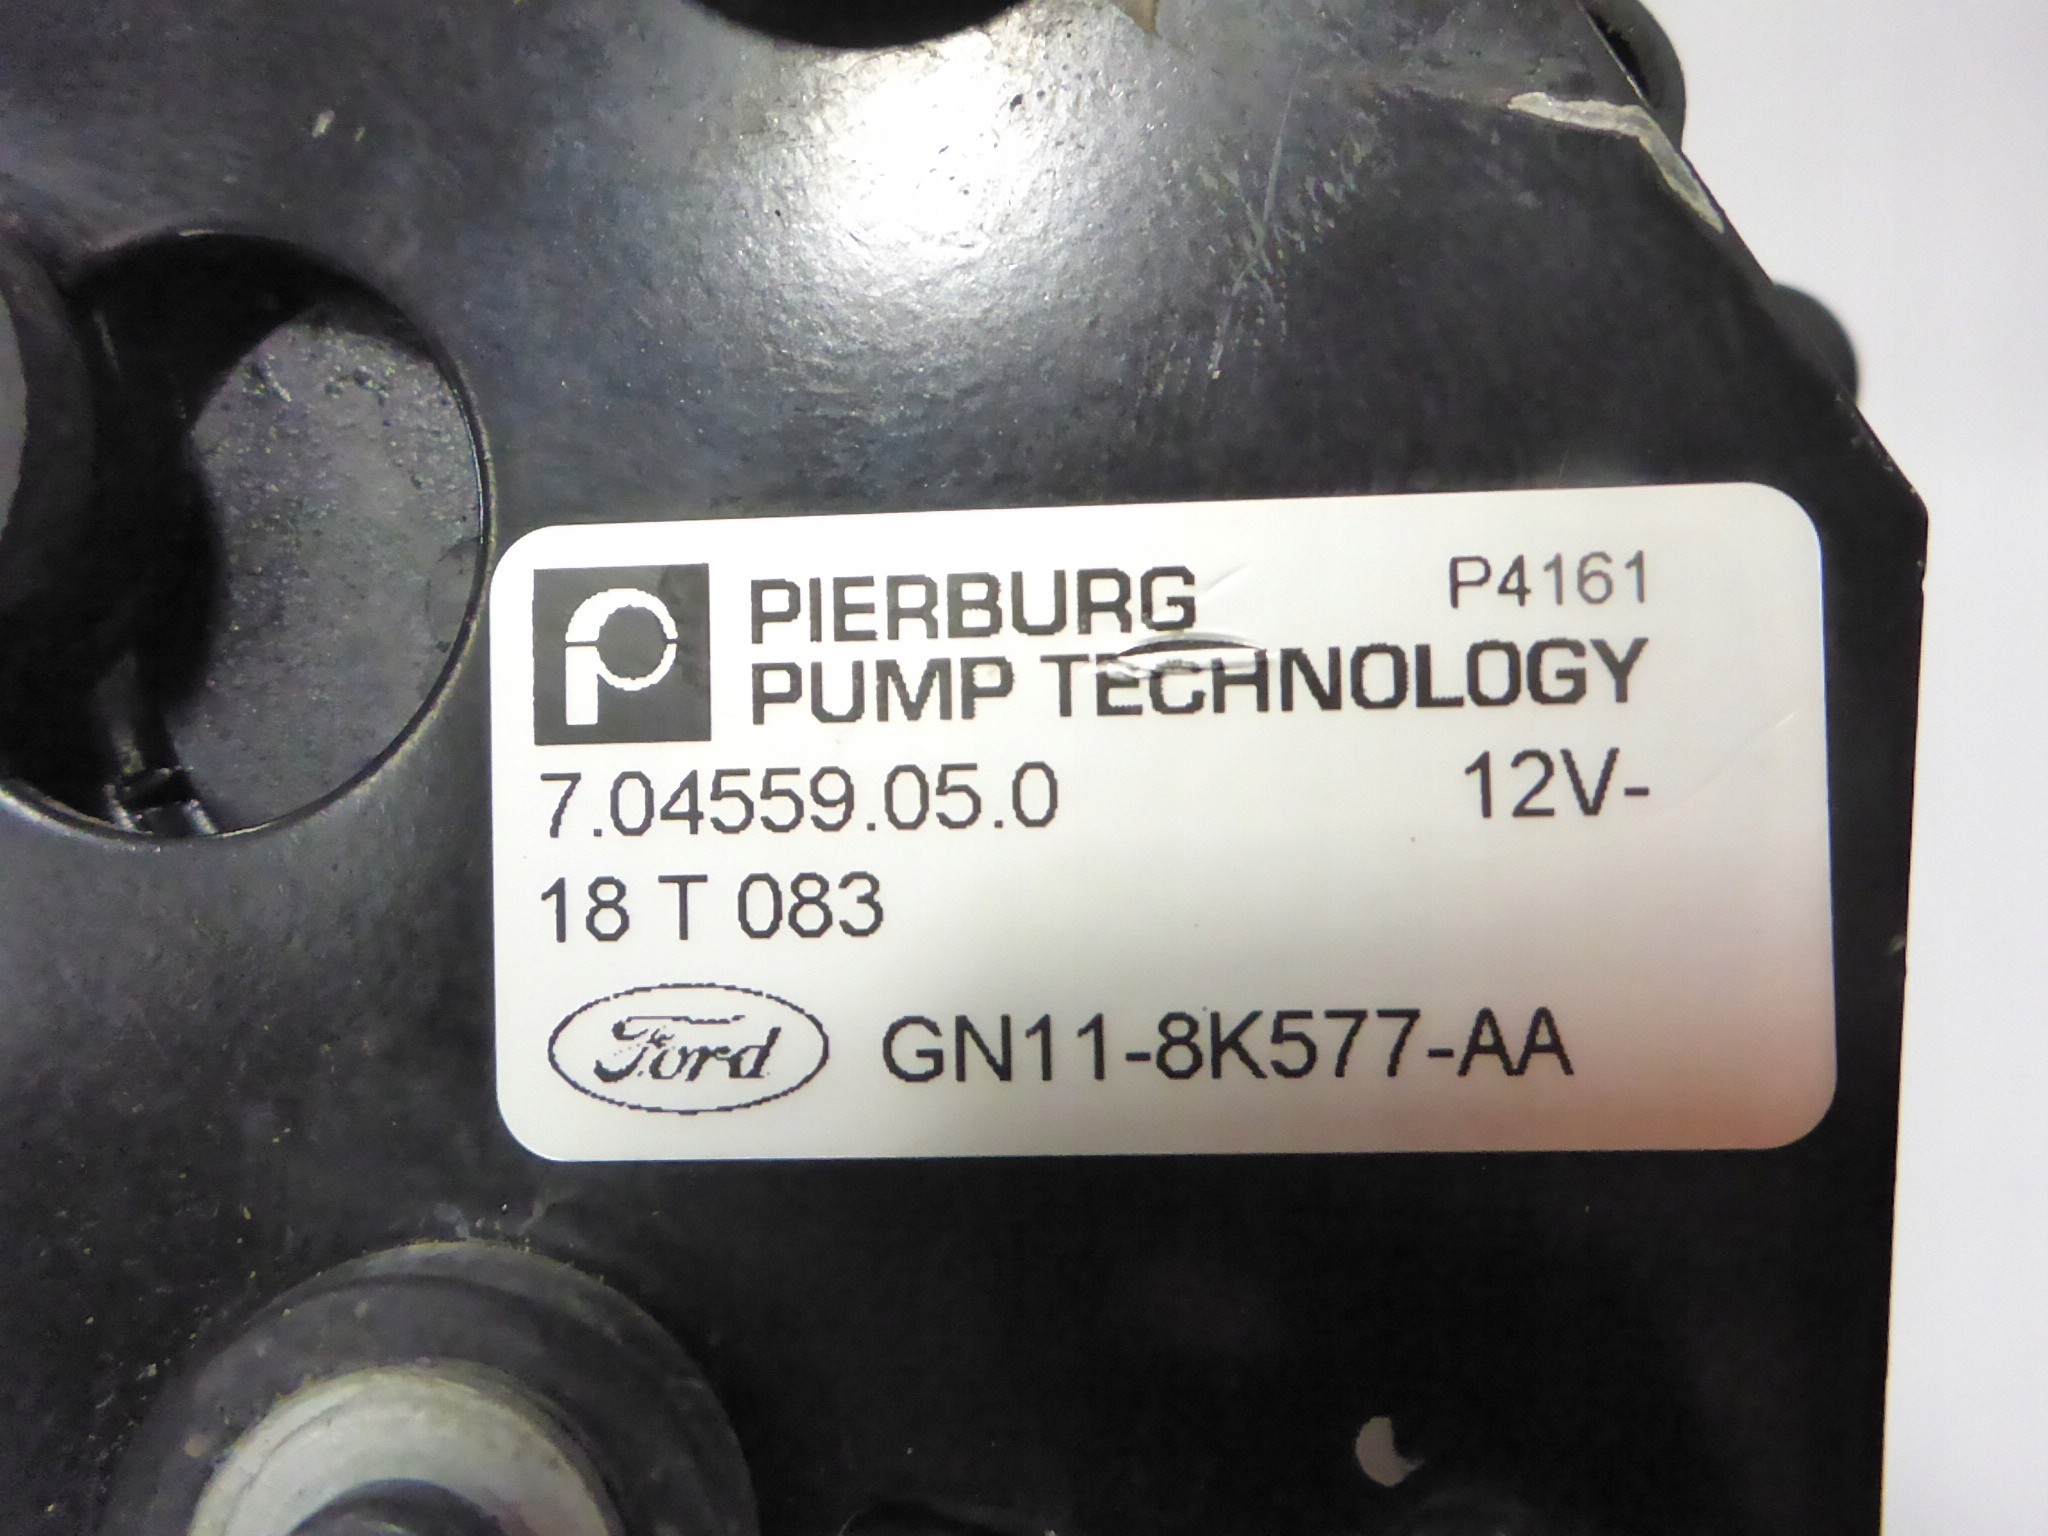 PIERBURG P4161
PUMP TECHNOLOGY
7.04559.05.0 12V-
18 T 083
Ford GN11-8K577-AA